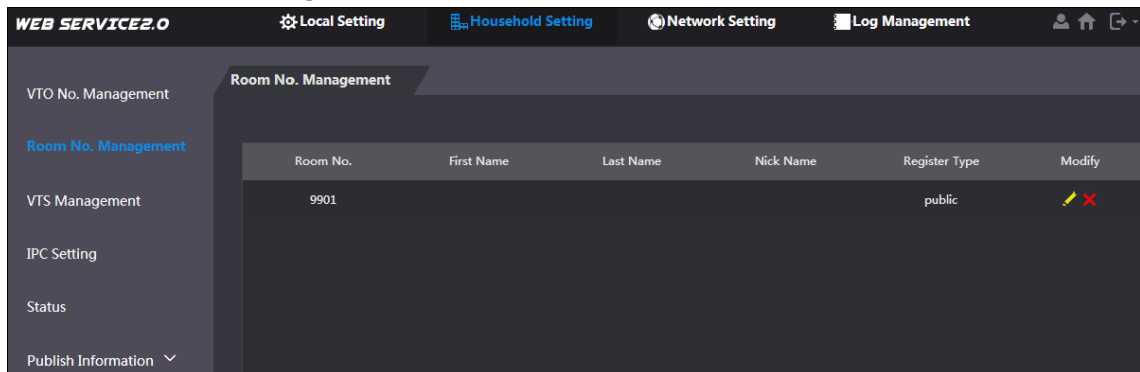 WEB SERVICE2.0 Local Setting Household Setting Network Setting Log Management
Room No. Management
VTO No. Management
Room No. Management
VTS Management
IPC Setting
Status
Publish Information
Room No. First Name Last Name Nick Name Register Type Modify
9901 public